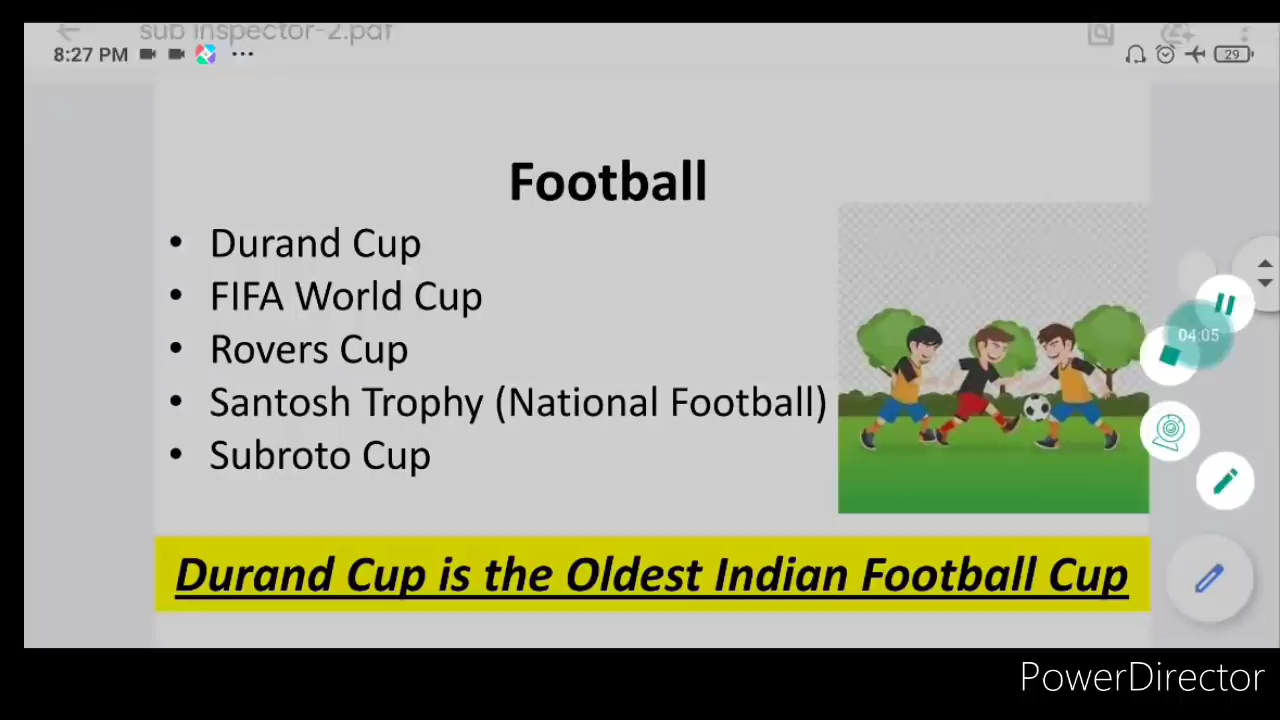 sub inspector-2.pdf
8:27 PM
29
Football
• Durand Cup
• FIFA World Cup
• Rovers Cup
• Santosh Trophy (National Football)
• Subroto Cup
04:05
Durand Cup is the Oldest Indian Football Cup
PowerDirector